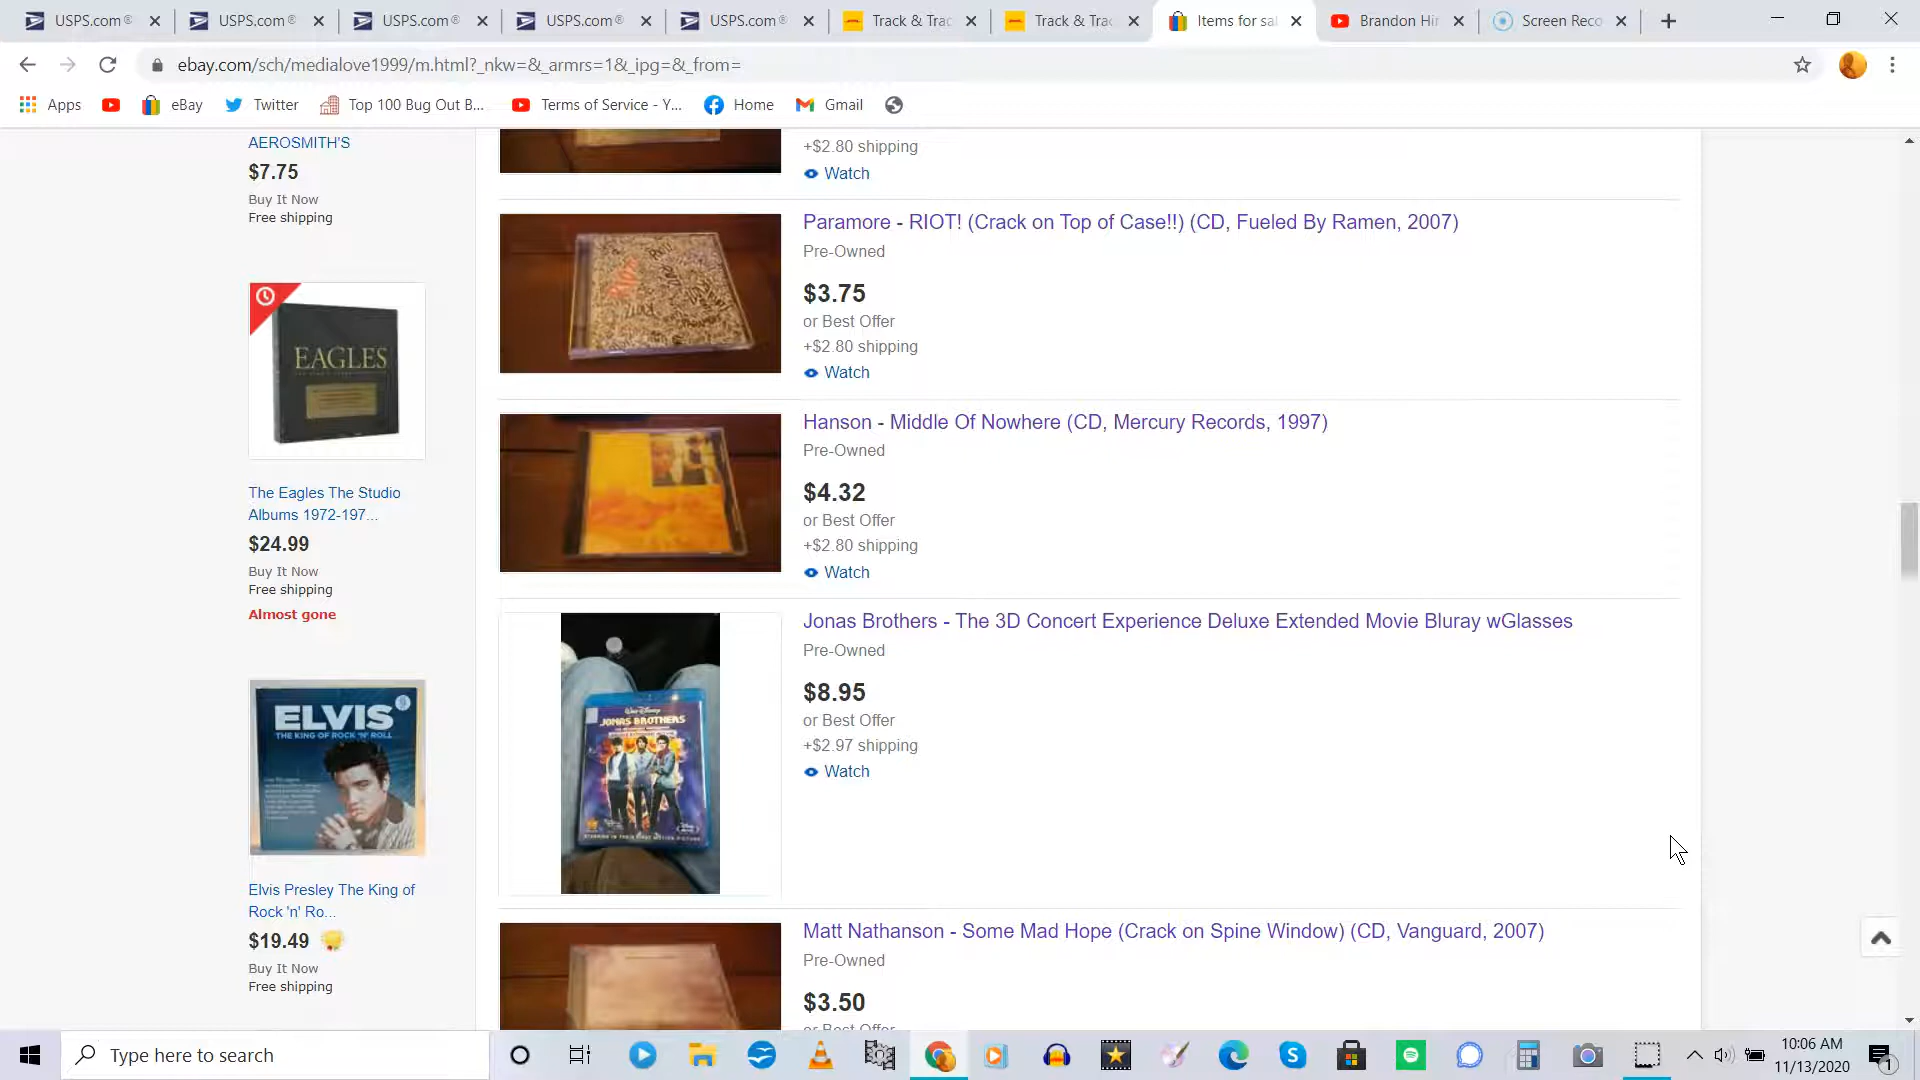 USPS.com®
USPS.com®
USPS.com®
USPS.com®
USPS.com®
Track & Trac
Track & Trac
Items for sal
Brandon Hir
Screen Reco
ebay.com/sch/medialove1999/m.html?_nkw=&_armrs=1&_ipg=&_from=
Apps
eBay
Twitter
Top 100 Bug Out B...
Terms of Service - Y...
Home
Gmail
AEROSMITH'S
$7.75
Buy It Now
Free shipping
EAGLES
The Eagles The Studio
Albums 1972-197...
$24.99
Buy It Now
Free shipping
Almost gone
ELVIS
THE KING OF ROCK 'N' ROLL
Elvis Presley The King of
Rock 'n' Ro...
$19.49
Buy It Now
Free shipping
+$2.80 shipping
Watch
Paramore - RIOT! (Crack on Top of Case!!) (CD, Fueled By Ramen, 2007)
Pre-Owned
$3.75
or Best Offer
+$2.80 shipping
Watch
Hanson - Middle Of Nowhere (CD, Mercury Records, 1997)
Pre-Owned
$4.32
or Best Offer
+$2.80 shipping
Watch
Jonas Brothers - The 3D Concert Experience Deluxe Extended Movie Bluray wGlasses
Pre-Owned
$8.95
or Best Offer
+$2.97 shipping
Watch
JONAS BROTHERS
Matt Nathanson - Some Mad Hope (Crack on Spine Window) (CD, Vanguard, 2007)
Pre-Owned
$3.50
or Best Offer
Type here to search
10:06 AM
11/13/2020
1